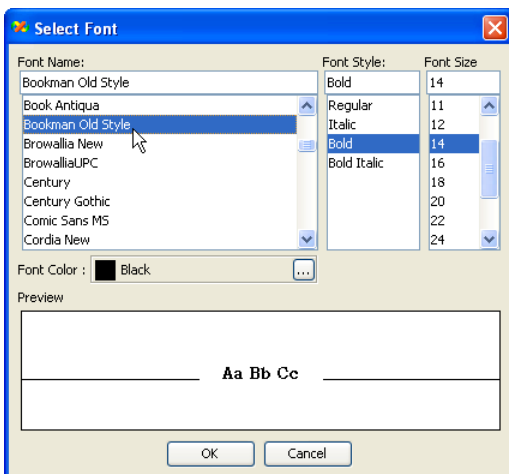 Select Font
Font Name: Font Style: Font Size
Bookman Old Style Bold 14
Book Antiqua Regular 11
Bookman Old Style Italic 12
Browallia New Bold 14
BrowalliaUPC Bold Italic 16
Century 18
Century Gothic 20
Comic Sans MS 22
Cordia New 24
Font Color : Black ...
Preview
Aa Bb Cc
OK Cancel